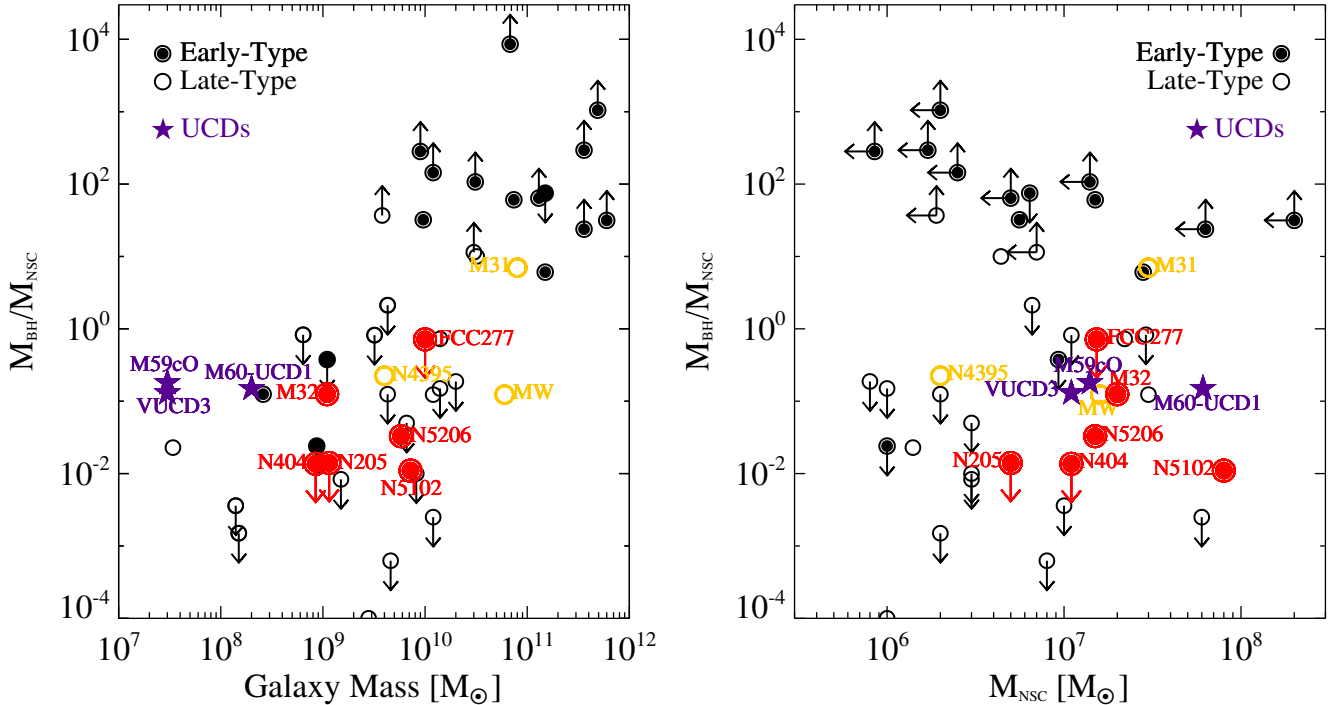 10⁴
10²
10⁰
10⁻²
10⁻⁴
M_BH/M_NSC
Early-Type
Late-Type
UCDs
M31
FCC277
M59cO
M60-UCD1
VUCD3
N4395
M32
MW
N5206
N404
N205
N5102
10⁷
10⁸
10⁹
10¹⁰
10¹¹
10¹²
Galaxy Mass [M⊙]
10⁴
10²
10⁰
10⁻²
10⁻⁴
M_BH/M_NSC
Early-Type
Late-Type
UCDs
M31
FCC277
M59cO
N4395
VUCD3
M32
MW
M60-UCD1
N5206
N205
N404
N5102
10⁶
10⁷
10⁸
M_NSC [M⊙]